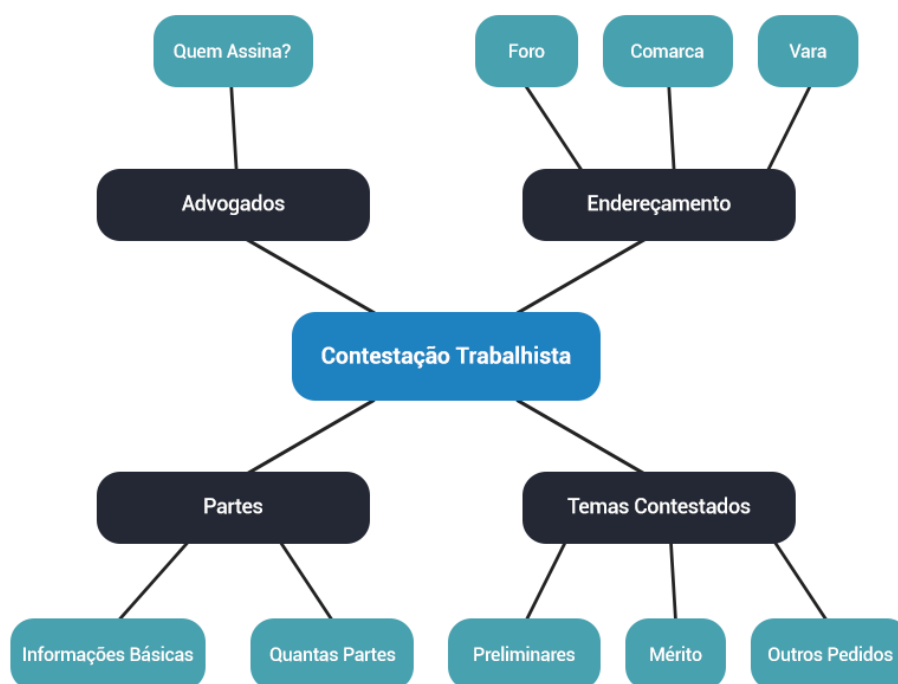 Quem Assina?
Foro
Comarca
Vara
Advogados
Endereçamento
Contestação Trabalhista
Partes
Temas Contestados
Informações Básicas
Quantas Partes
Preliminares
Mérito
Outros Pedidos